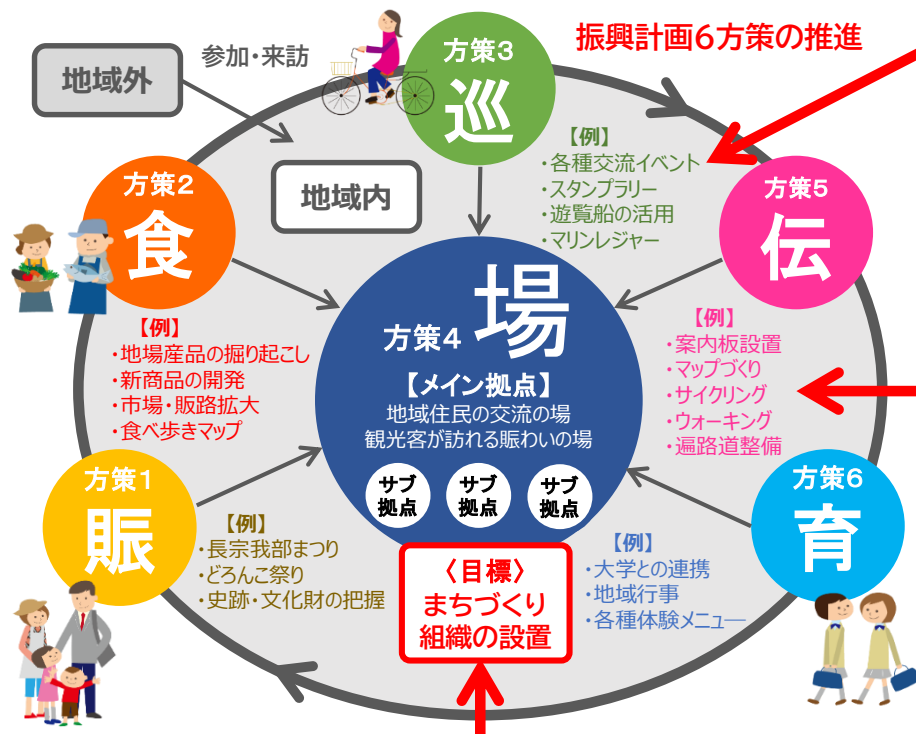 振興計画6方策の推進
地域外
参加・来訪
地域内
方策3
巡
【例】
・各種交流イベント
・スタンプラリー
・遊覧船の活用
・マリンレジャー
方策2
食
【例】
・地場産品の掘り起こし
・新商品の開発
・市場・販路拡大
・食べ歩きマップ
方策5
伝
【例】
・案内板設置
・マップづくり
・サイクリング
・ウォーキング
・遍路道整備
方策4 場
【メイン拠点】
地域住民の交流の場
観光客が訪れる賑わいの場
サブ
拠点
サブ
拠点
サブ
拠点
方策1
賑
【例】
・長宗我部まつり
・どろんこ祭り
・史跡・文化財の把握
〈目標〉
まちづくり
組織の設置
方策6
育
【例】
・大学との連携
・地域行事
・各種体験メニュー